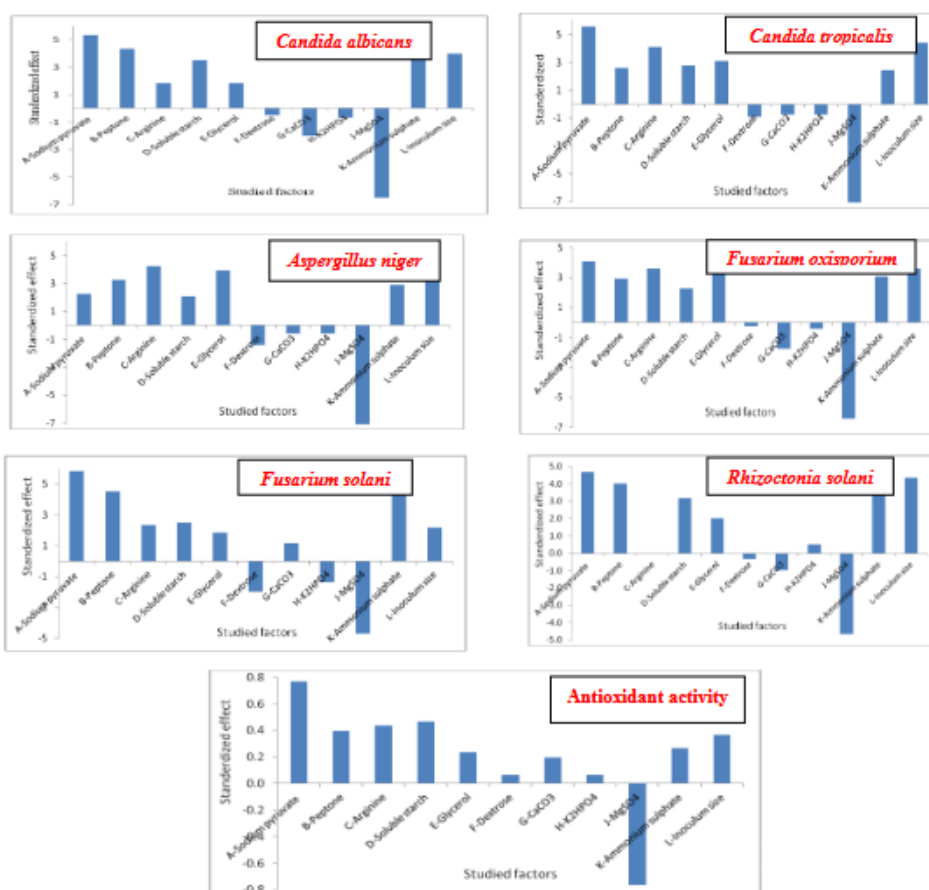 Candida albicans
Standardized effect
5
3
1
-1
-3
-5
-7
A-Sodium pyruvate
B-Peptone
C-Arginine
D-Soluble starch
E-Glycerol
F-Dextrose
G-CaCO3
H-K2HPO4
J-MgSO4
K-Ammonium sulphate
L-Inoculum size
Studied factors
Candida tropicalis
Standardized
5
3
1
-1
-3
-5
-7
A-Sodium pyruvate
B-Peptone
C-Arginine
D-Soluble starch
E-Glycerol
F-Dextrose
G-CaCO3
H-K2HPO4
J-MgSO4
K-Ammonium sulphate
L-Inoculum size
Studied factors
Aspergillus niger
Standerdized effect
5
3
1
-1
-3
-5
-7
A-Sodium pyruvate
B-Peptone
C-Arginine
D-Soluble starch
E-Glycerol
F-Dextrose
G-CaCO3
H-K2HPO4
J-MgSO4
K-Ammonium sulphate
L-Inoculum size
Studied factors
Fusarium oxisporium
Standerdized effect
5
3
1
-1
-3
-5
-7
A-Sodium pyruvate
B-Peptone
C-Arginine
D-Soluble starch
E-Glycerol
F-Dextrose
G-CaCO3
H-K2HPO4
J-MgSO4
K-Ammonium sulphate
L-Inoculum size
Studied factors
Fusarium solani
Standerdized effect
5
3
1
-1
-3
-5
A-Sodium pyruvate
B-Peptone
C-Arginine
D-Soluble starch
E-Glycerol
F-Dextrose
G-CaCO3
H-K2HPO4
J-MgSO4
K-Ammonium sulphate
L-Inoculum size
Studied factors
Rhizoctonia solani
Standerdized effect
5.0
4.0
3.0
2.0
1.0
0.0
-1.0
-2.0
-3.0
-4.0
-5.0
A-Sodium pyruvate
B-Peptone
C-Arginine
D-Soluble starch
E-Glycerol
F-Dextrose
G-CaCO3
H-K2HPO4
J-MgSO4
K-Ammonium sulphate
L-Inoculum size
Studied factors
Antioxidant activity
Standerdized effect
0.8
0.6
0.4
0.2
0.0
-0.2
-0.4
-0.6
-0.8
A-Sodium pyruvate
B-Peptone
C-Arginine
D-Soluble starch
E-Glycerol
F-Dextrose
G-CaCO3
H-K2HPO4
J-MgSO4
K-Ammonium sulphate
L-Inoculum size
Studied factors